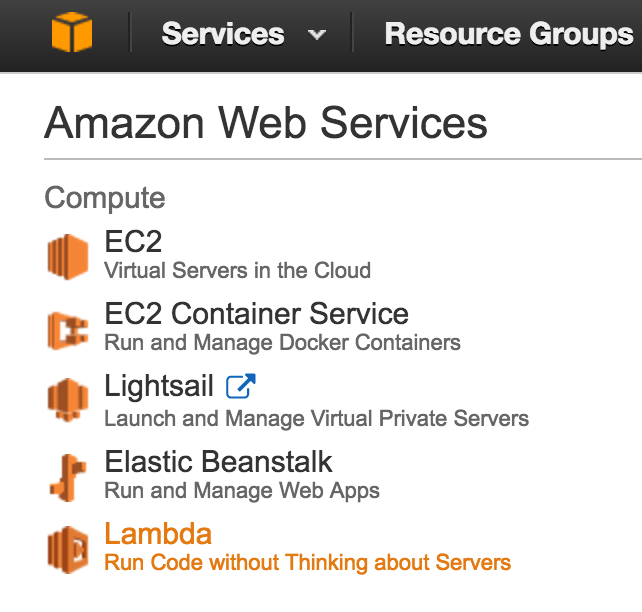 Services Resource Groups
Amazon Web Services
Compute
EC2
Virtual Servers in the Cloud
EC2 Container Service
Run and Manage Docker Containers
Lightsail
Launch and Manage Virtual Private Servers
Elastic Beanstalk
Run and Manage Web Apps
Lambda
Run Code without Thinking about Servers